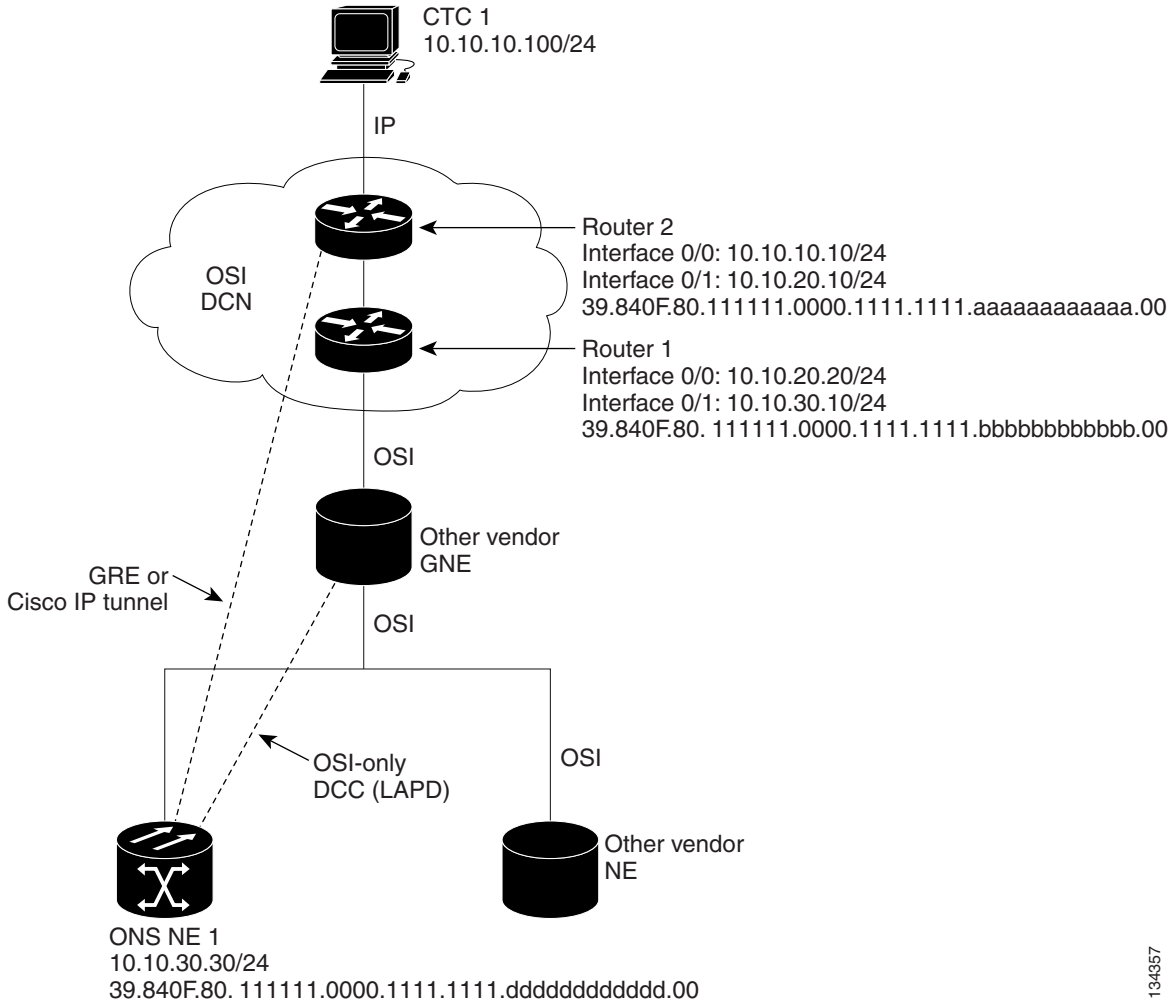 CTC 1
10.10.10.100/24
IP
OSI
DCN
Router 2
Interface 0/0: 10.10.10.10/24
Interface 0/1: 10.10.20.10/24
39.840F.80.111111.0000.1111.1111.aaaaaaaaaaaa.00
Router 1
Interface 0/0: 10.10.20.20/24
Interface 0/1: 10.10.30.10/24
39.840F.80. 111111.0000.1111.1111.bbbbbbbbbbbb.00
OSI
Other vendor
GNE
GRE or
Cisco IP tunnel
OSI
OSI-only
DCC (LAPD)
OSI
Other vendor
NE
ONS NE 1
10.10.30.30/24
39.840F.80. 111111.0000.1111.1111.dddddddddddd.00
134357